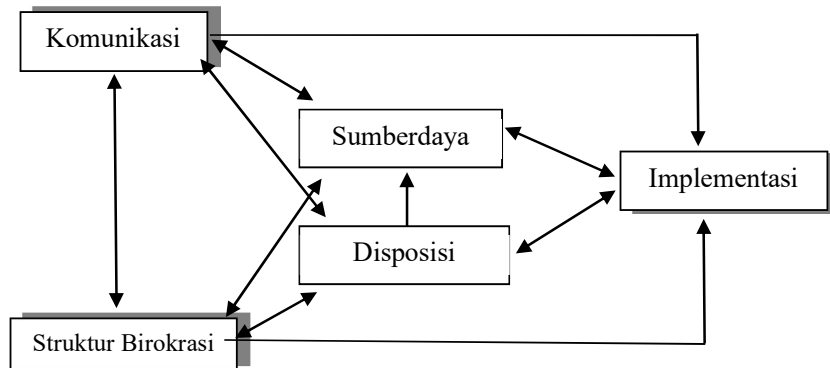 Komunikasi
Sumberdaya
Implementasi
Disposisi
Struktur Birokrasi